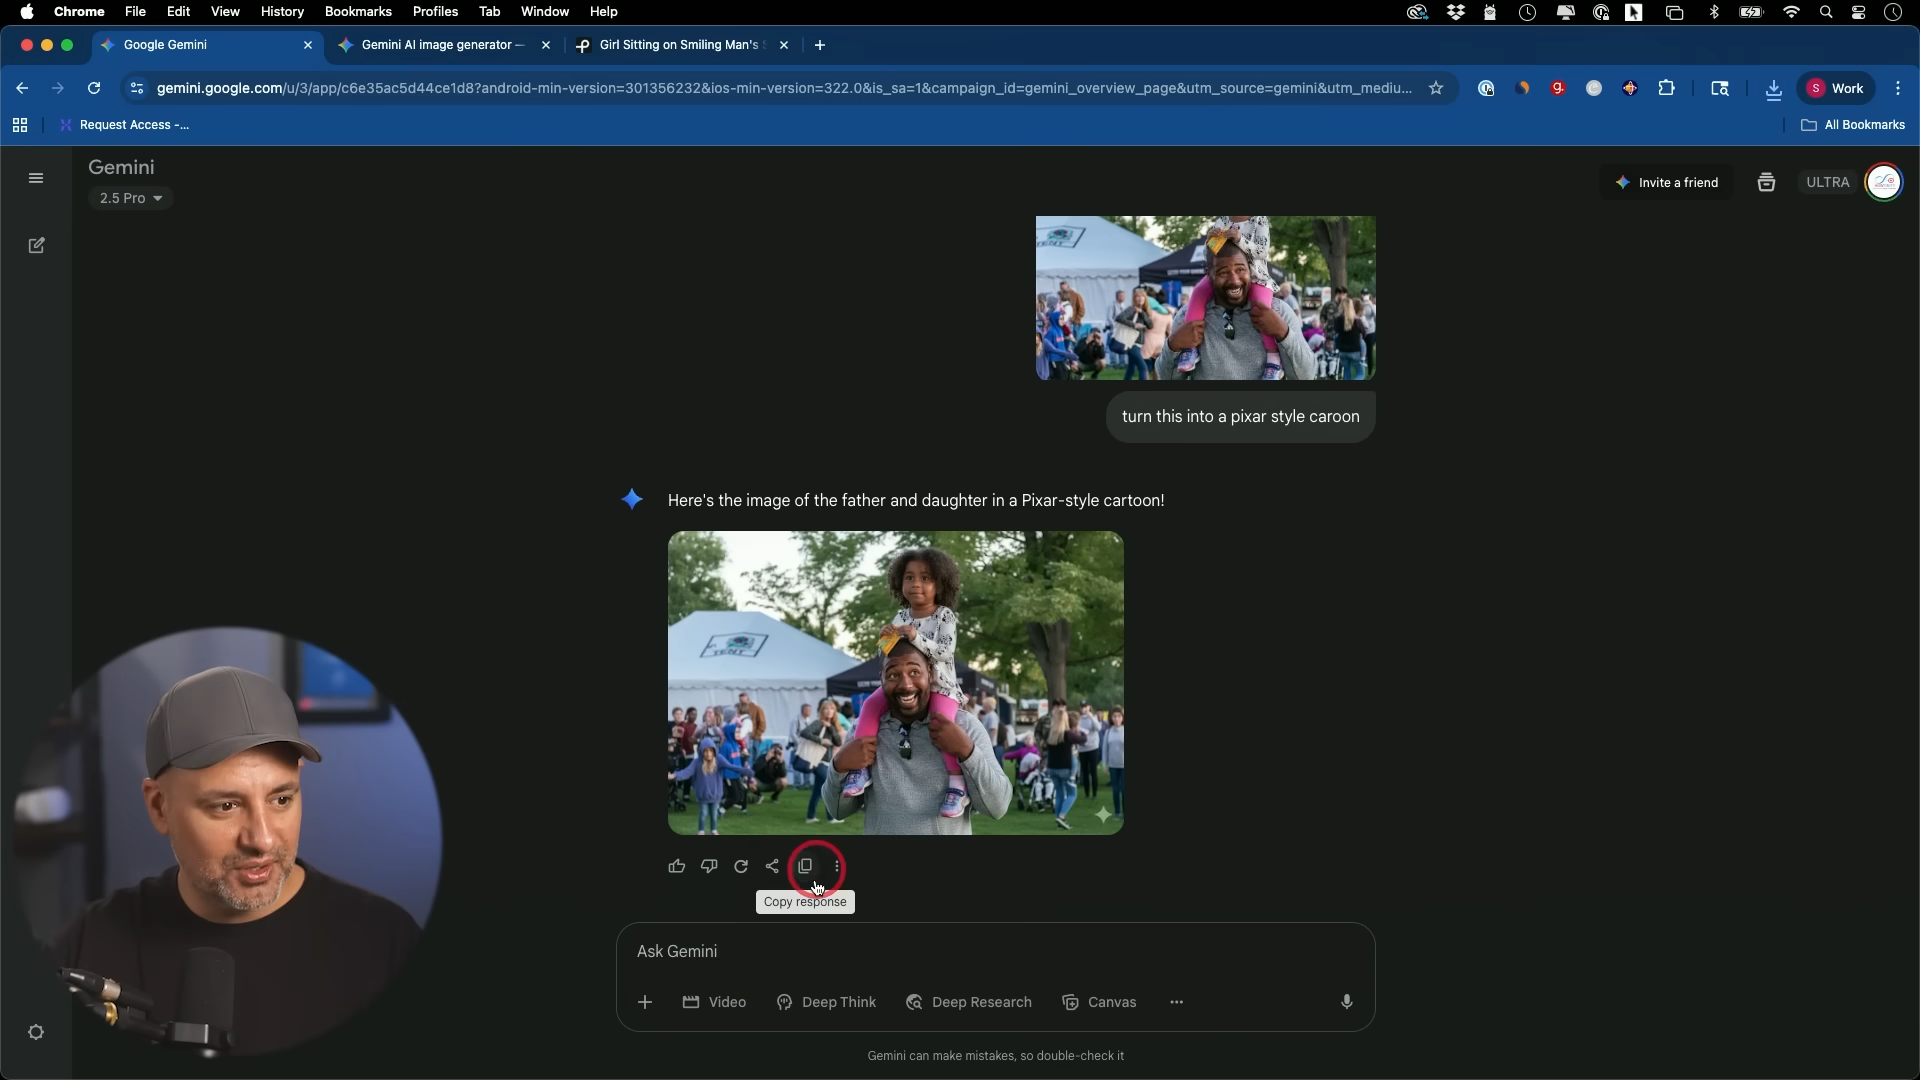 Chrome File Edit View History Bookmarks Profiles Tab Window Help
Google Gemini
Gemini AI image generator —
Girl Sitting on Smiling Man's S
gemini.google.com/u/3/app/c6e35ac5d44ce1d8?android-min-version=301356232&ios-min-version=322.0&is_sa=1&campaign_id=gemini_overview_page&utm_source=gemini&utm_mediu...
S Work
Request Access -...
All Bookmarks
Gemini
2.5 Pro
Invite a friend
ULTRA
turn this into a pixar style caroon
Here's the image of the father and daughter in a Pixar-style cartoon!
TENT
Copy response
Ask Gemini
Video Deep Think Deep Research Canvas
Gemini can make mistakes, so double-check it